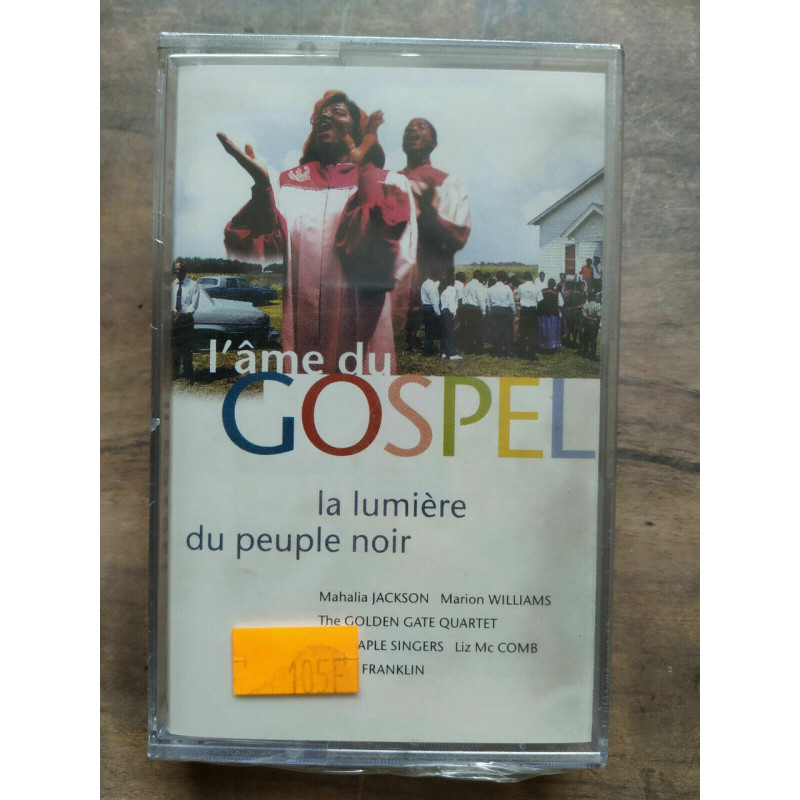 l'âme du
GOSPEL
la lumière
du peuple noir
Mahalia JACKSON Marion WILLIAMS
The GOLDEN GATE QUARTET
APLE SINGERS Liz Mc COMB
FRANKLIN
105F